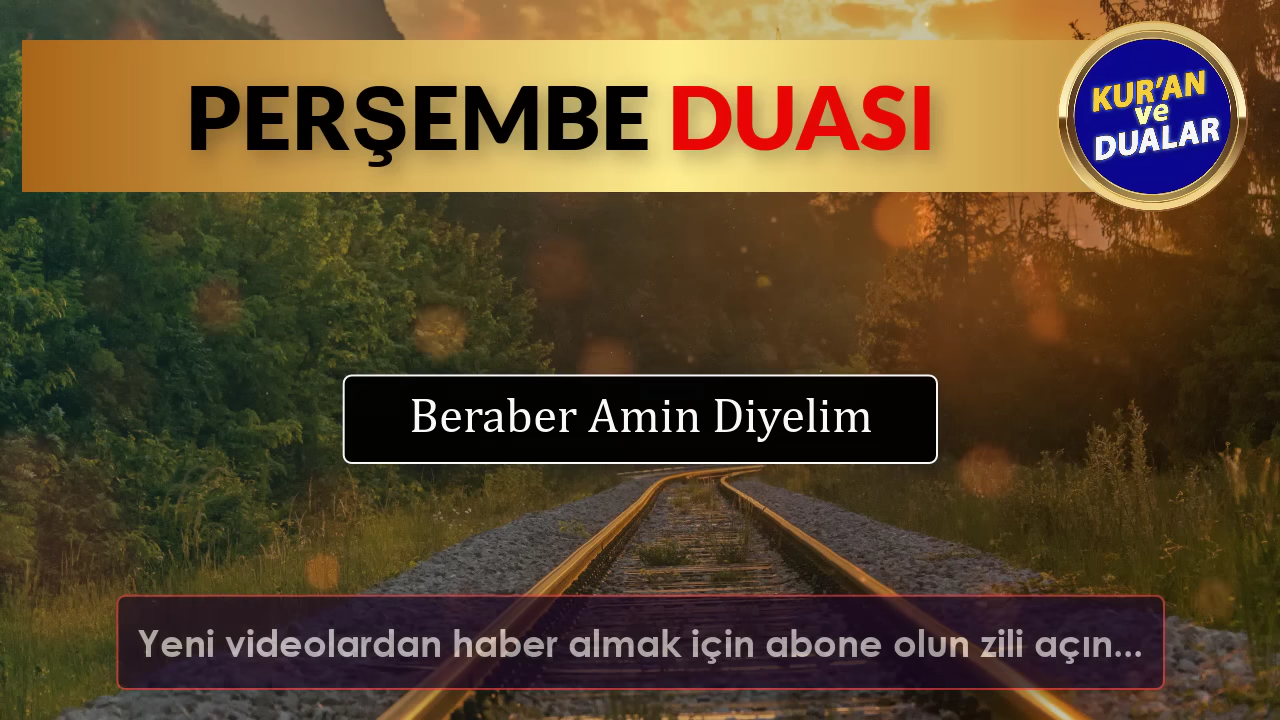 PERŞEMBE DUASI
KUR'AN
ve
DUALAR
Beraber Amin Diyelim
Yeni videolardan haber almak için abone olun zili açın...